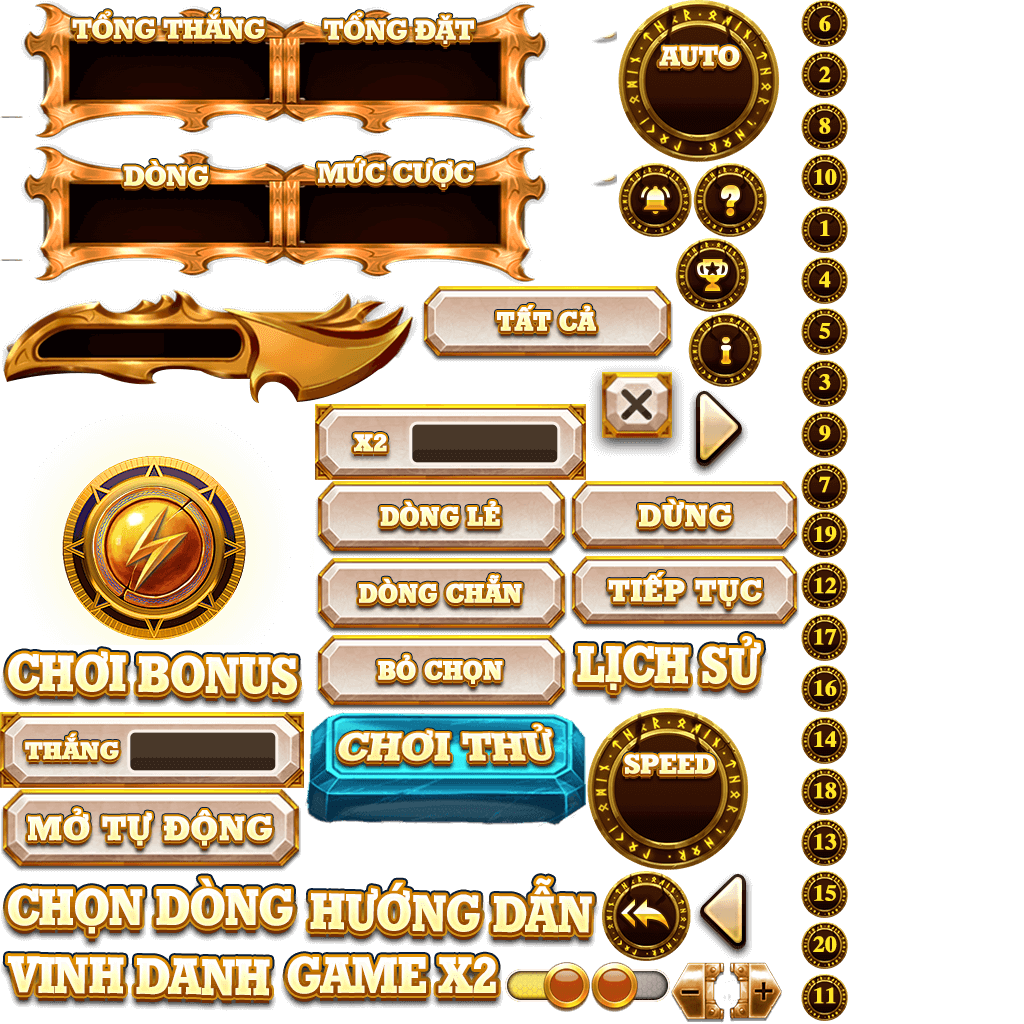 TỔNG THẮNG TỔNG ĐẶT
DÒNG MỨC CƯỢC
AUTO
TẤT CẢ
X2
DÒNG LẺ
DỪNG
DÒNG CHẴN
TIẾP TỤC
BỎ CHỌN
CHƠI BONUS
LỊCH SỬ
THẮNG
CHƠI THỬ
SPEED
MỞ TỰ ĐỘNG
CHỌN DÒNG
HƯỚNG DẪN
VINH DANH
GAME X2
6
2
8
10
1
4
5
3
9
7
19
12
17
16
14
18
13
15
20
11